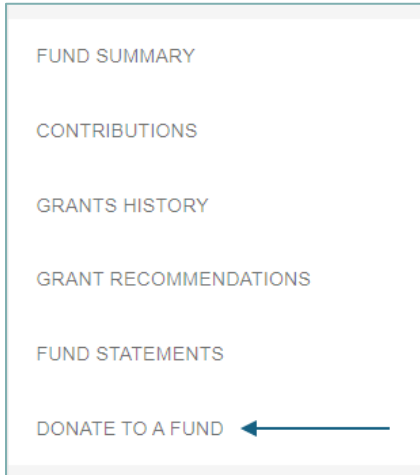 FUND SUMMARY
CONTRIBUTIONS
GRANTS HISTORY
GRANT RECOMMENDATIONS
FUND STATEMENTS
DONATE TO A FUND